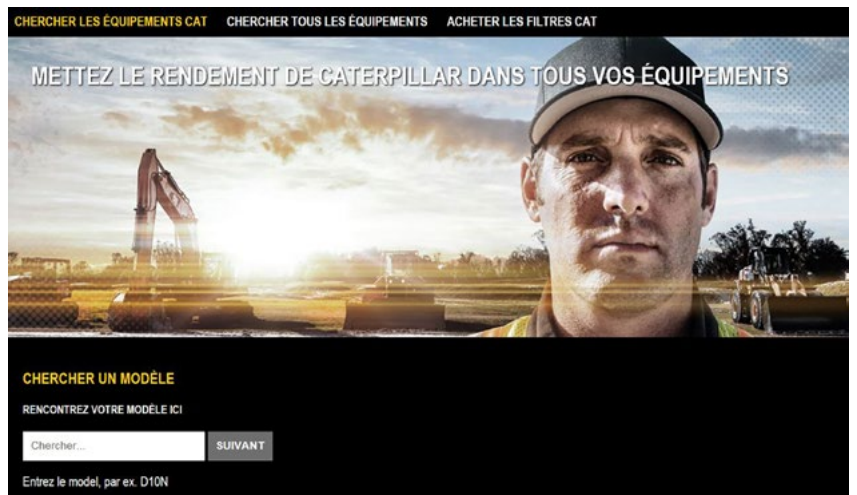 CHERCHER LES ÉQUIPEMENTS CAT CHERCHER TOUS LES ÉQUIPEMENTS ACHETER LES FILTRES CAT
METTEZ LE RENDEMENT DE CATERPILLAR DANS TOUS VOS ÉQUIPEMENTS
CHERCHER UN MODÈLE
RENCONTREZ VOTRE MODÈLE ICI
Chercher... SUIVANT
Entrez le model, par ex. D10N